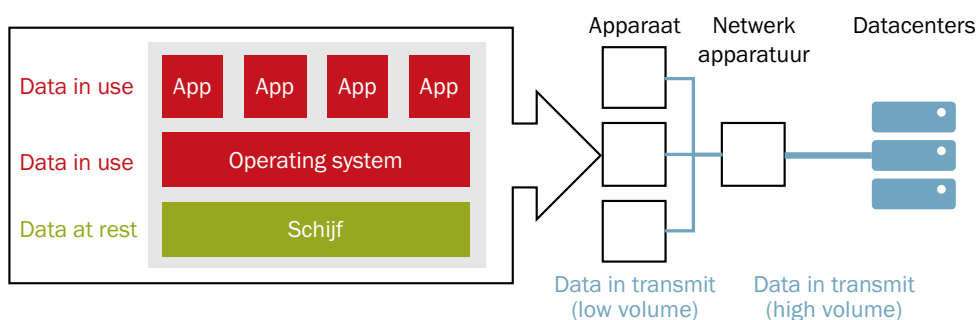 Apparaat
Netwerk
apparatuur
Datacenters
Data in use
App
App
App
App
Data in use
Operating system
Data at rest
Schijf
Data in transmit
(low volume)
Data in transmit
(high volume)